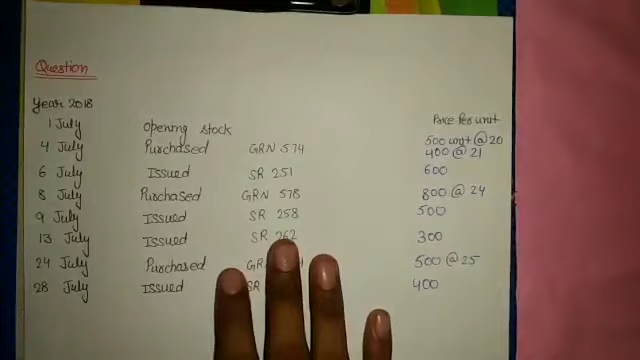 Question
Year 2018
Price Per unit
1 July Opening stock 500 unit @ 20
4 July Purchased GRN 574 400 @ 21
6 July Issued SR 251 600
8 July Purchased GRN 578 800 @ 24
9 July Issued SR 258 500
13 July Issued SR 262 300
24 July Purchased 500 @ 25
28 July Issued SR 400